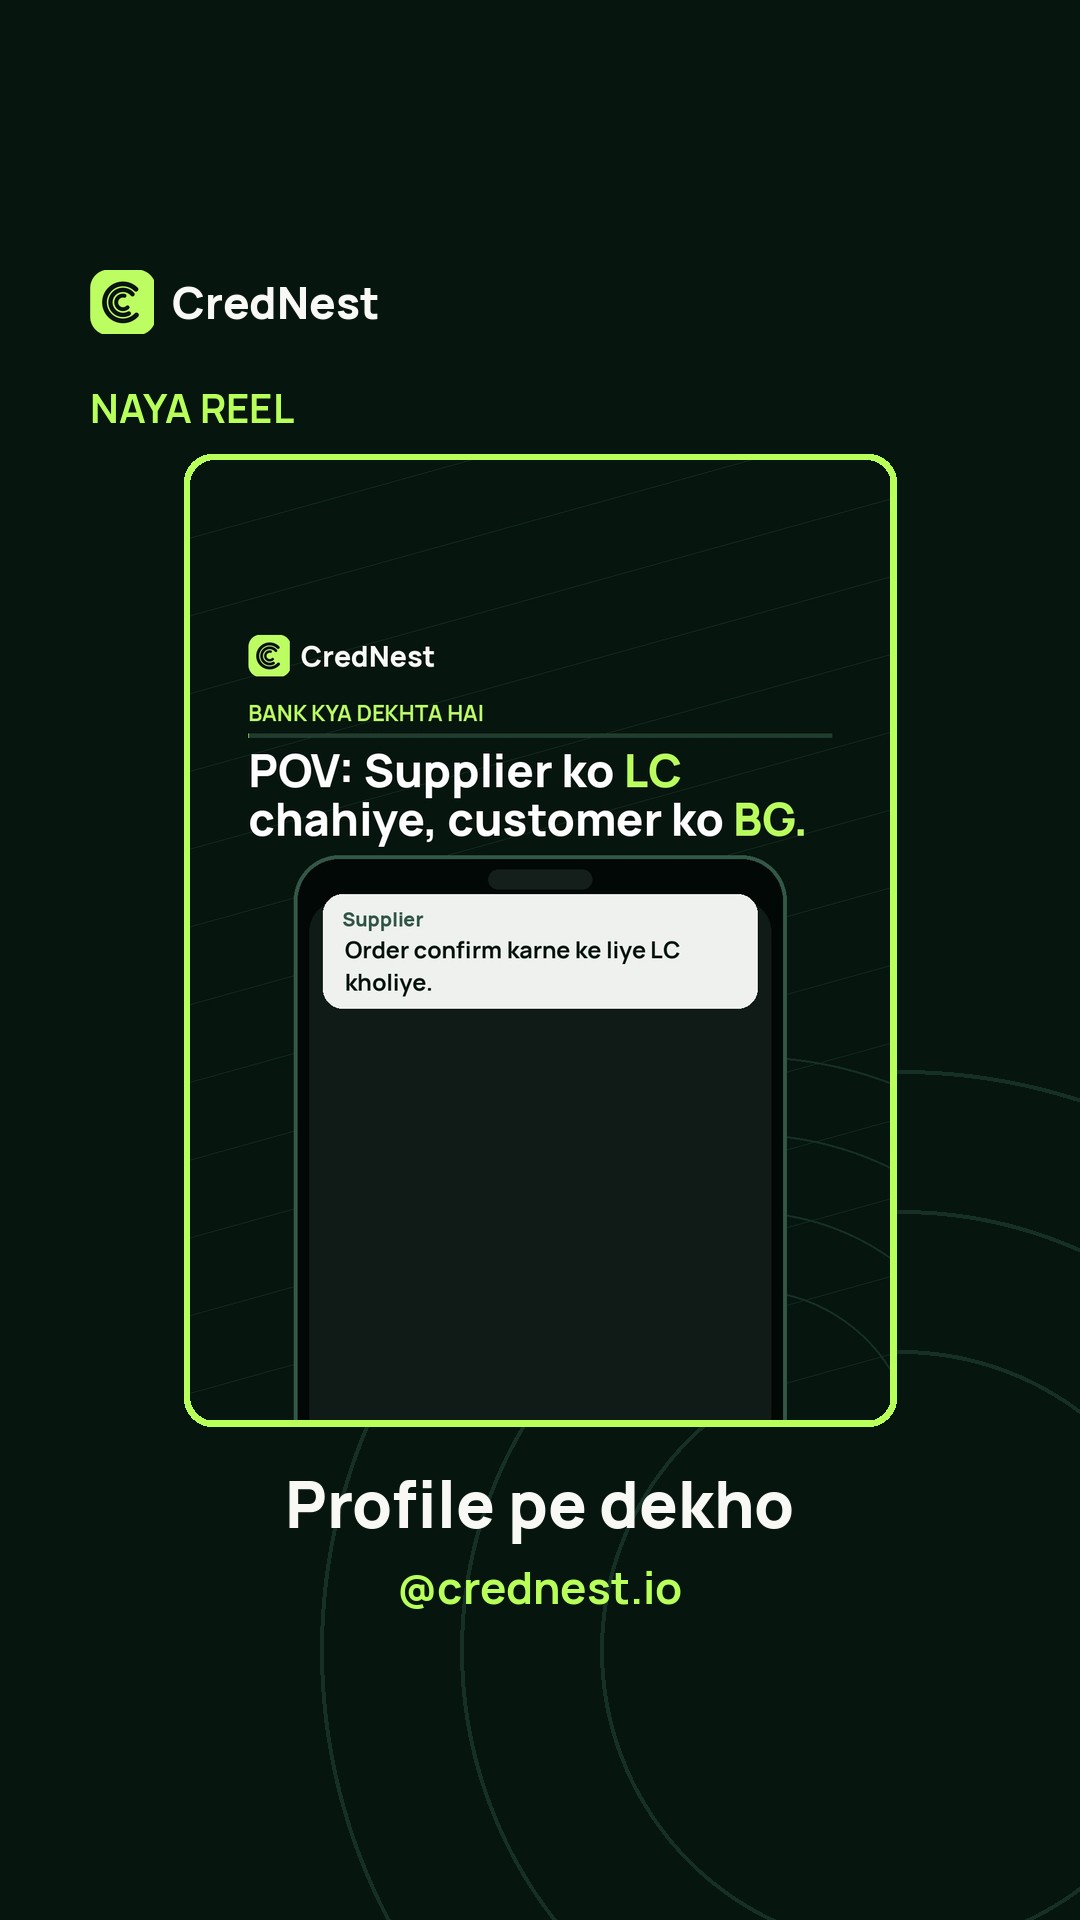 CredNest
NAYA REEL
CredNest
BANK KYA DEKHTA HAI
POV: Supplier ko LC
chahiye, customer ko BG.
Supplier
Order confirm karne ke liye LC
kholiye.
Profile pe dekho
@crednest.io